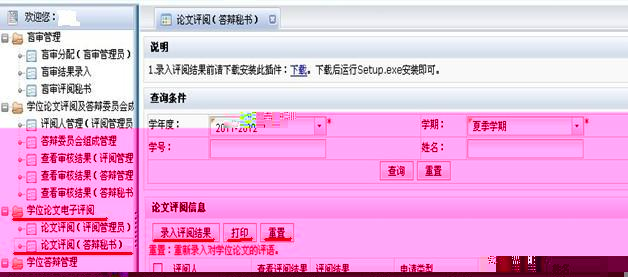 欢迎您：
盲审管理
盲审分配（盲审管理员）
盲审结果录入
盲审评阅秘书
学位论文评阅及答辩委员会成
评阅人管理（评阅管理员
答辩委员会组成管理
查看审核结果（评阅管理
查看审核结果（答辩管理
查看审核结果（答辩秘书
学位论文电子评阅
论文评阅（评阅管理员）
论文评阅（答辩秘书）
学位答辩管理
论文评阅（答辩秘书）
说明
1.录入评阅结果前请下载安装此插件：下载。下载后运行Setup.exe安装即可。
查询条件
学年度： 2011-2012 * 学期： 夏季学期 *
学号： 姓名：
查询 重置
论文评阅信息
录入评阅结果 打印 重置
重置：重新录入对学位论文的评语。
评阅人 查看评阅结果 评阅结果 申请类型